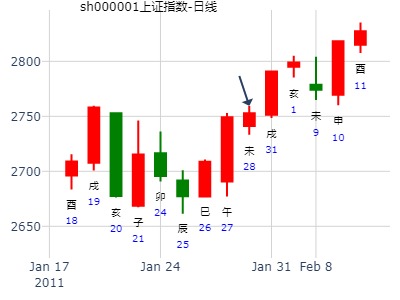 sh000001上证指数-日线
2800
2750
2700
2650
酉
18
戌
19
亥
20
子
21
卯
24
辰
25
巳
26
午
27
未
28
戌
31
亥
1
未
9
申
10
酉
11
Jan 17
2011
Jan 24
Jan 31
Feb 8